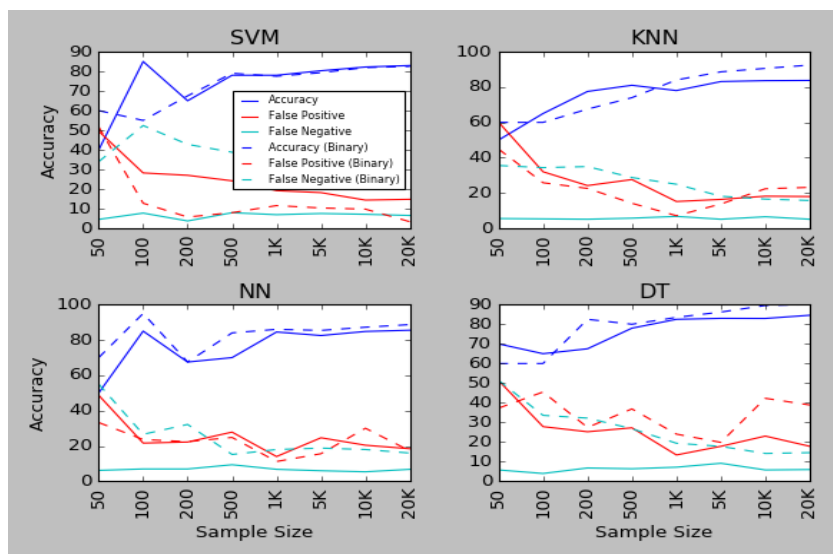 SVM
90
80
70
60
50
40
30
20
10
0
Accuracy
50
100
200
500
1K
5K
10K
20K
Accuracy
False Positive
False Negative
Accuracy (Binary)
False Positive (Binary)
False Negative (Binary)
KNN
100
80
60
40
20
0
50
100
200
500
1K
5K
10K
20K
NN
100
80
60
40
20
0
Accuracy
50
100
200
500
1K
5K
10K
20K
Sample Size
DT
90
80
70
60
50
40
30
20
10
0
50
100
200
500
1K
5K
10K
20K
Sample Size